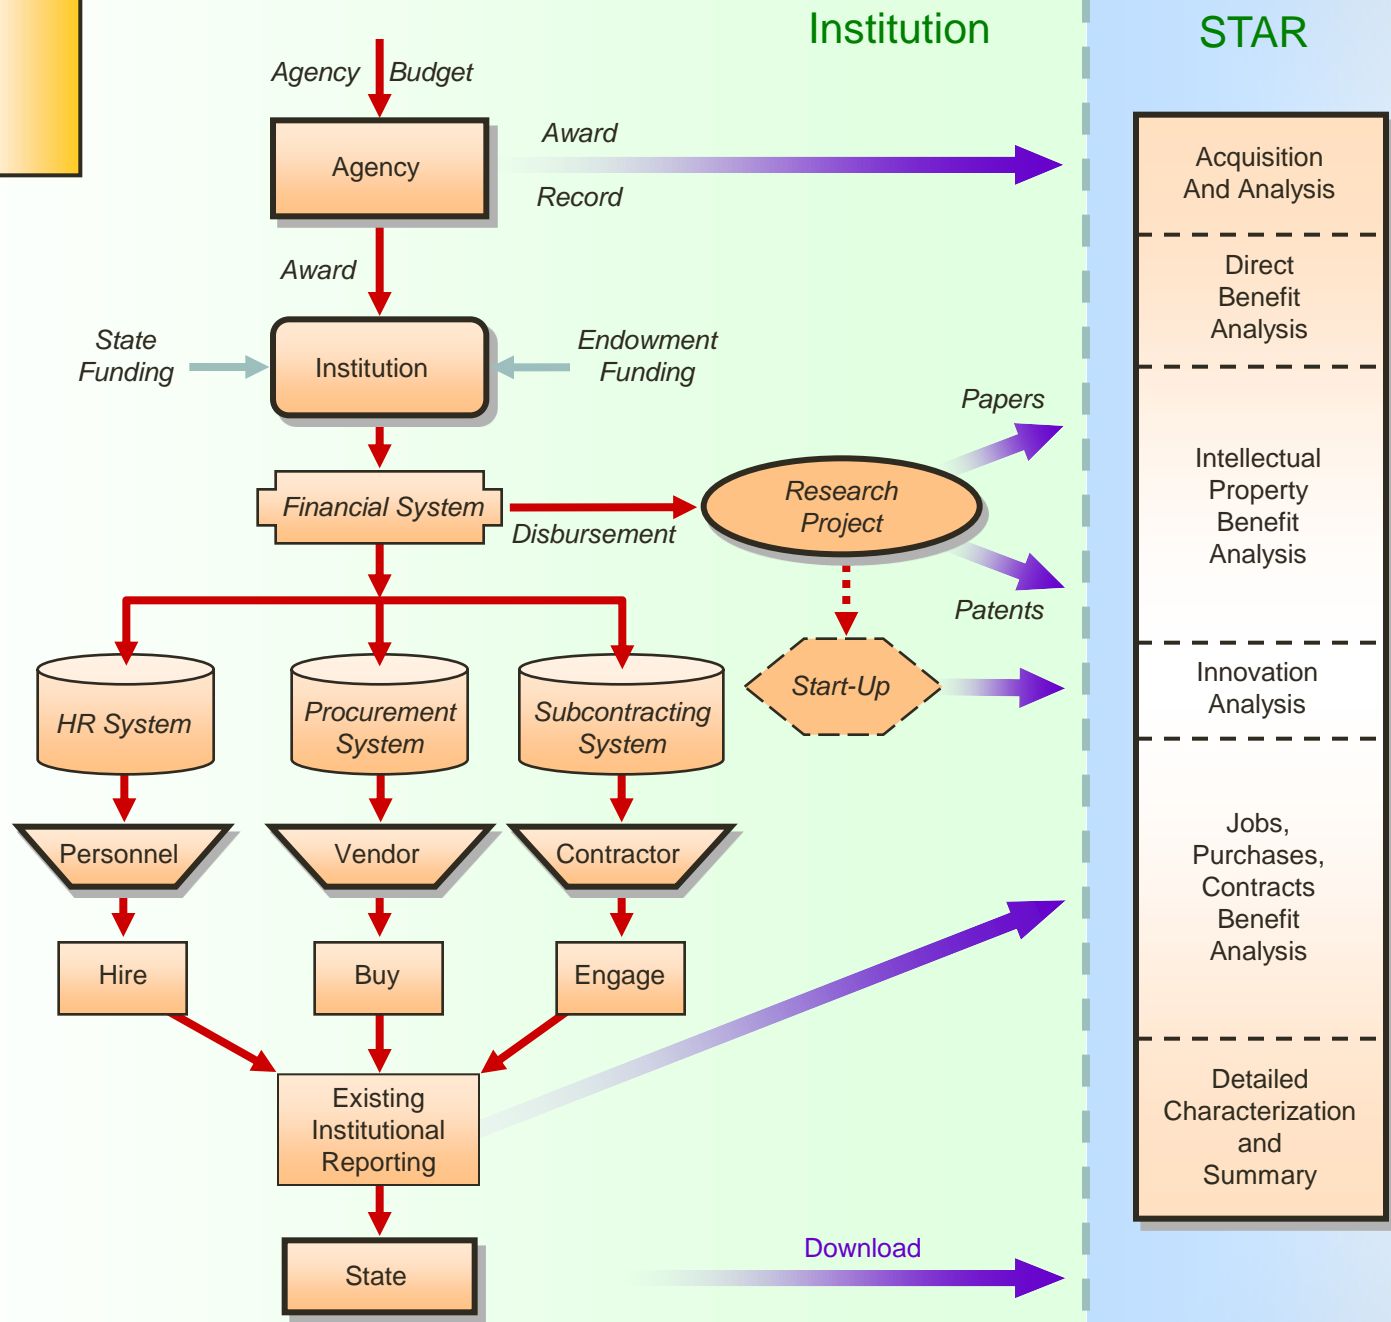 Institution
STAR
Agency Budget
Agency
Award
Record
Acquisition
And Analysis
Award
Direct
Benefit
Analysis
State
Funding
Institution
Endowment
Funding
Papers
Intellectual
Property
Benefit
Analysis
Financial System
Disbursement
Research
Project
Patents
HR System
Procurement
System
Subcontracting
System
Start-Up
Innovation
Analysis
Personnel
Vendor
Contractor
Jobs,
Purchases,
Contracts
Benefit
Analysis
Hire
Buy
Engage
Existing
Institutional
Reporting
Detailed
Characterization
and
Summary
State
Download